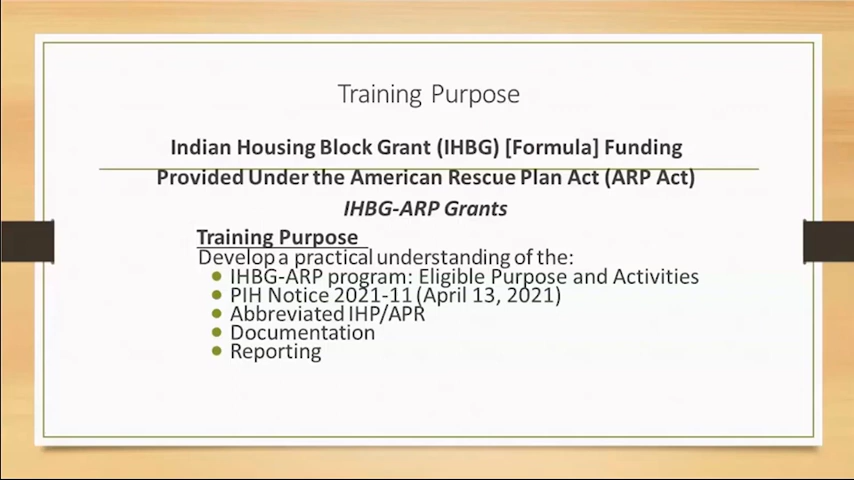 Training Purpose
Indian Housing Block Grant (IHBG) [Formula] Funding
Provided Under the American Rescue Plan Act (ARP Act)
IHBG-ARP Grants
Training Purpose
Develop a practical understanding of the:
IHBG-ARP program: Eligible Purpose and Activities
PIH Notice 2021-11 (April 13, 2021)
Abbreviated IHP/APR
Documentation
Reporting